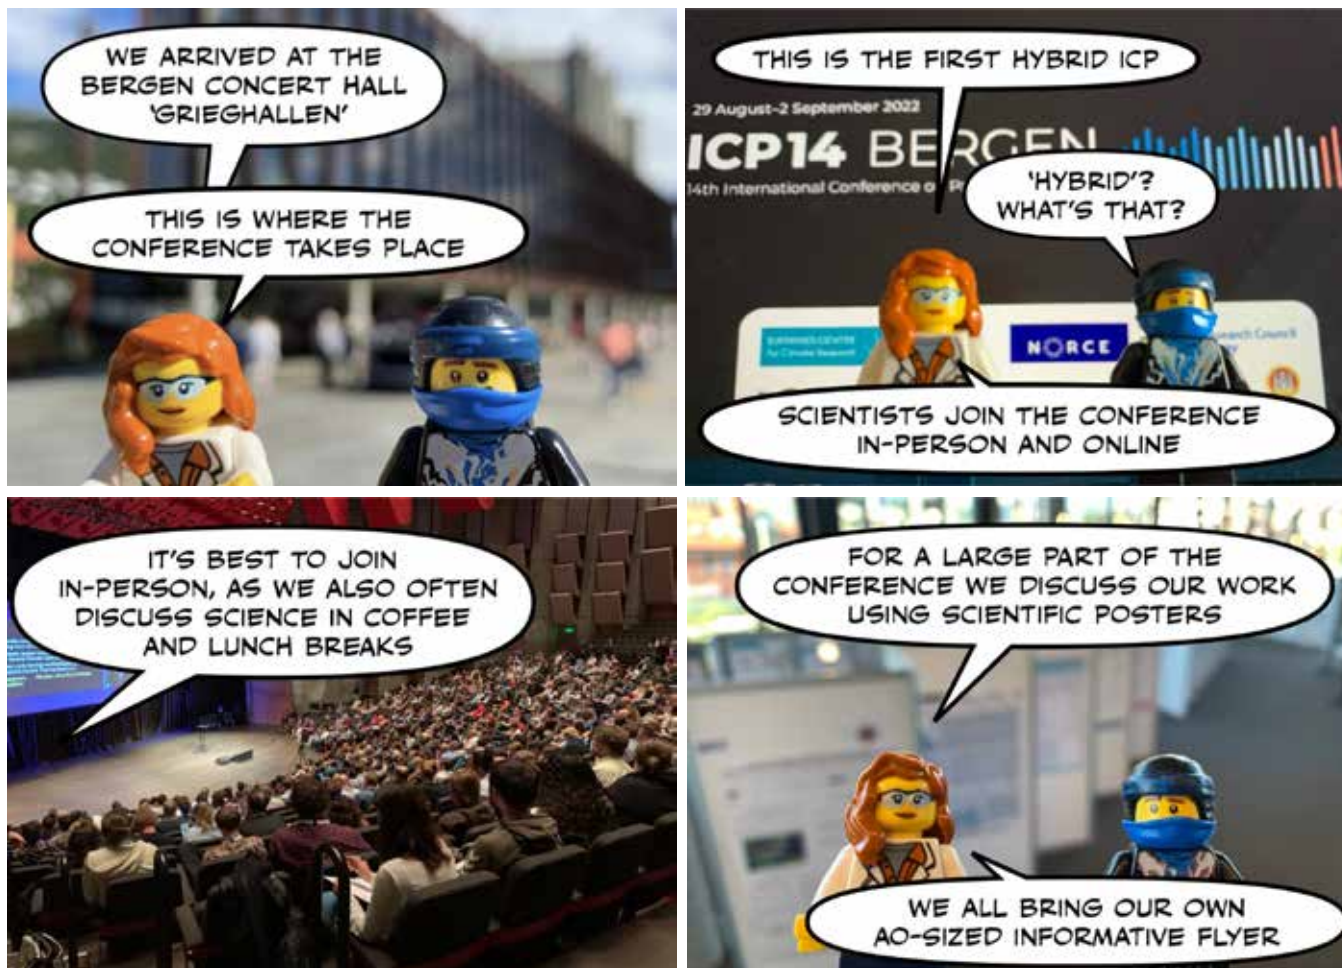 WE ARRIVED AT THE
BERGEN CONCERT HALL
'GRIEGHALLEN'
THIS IS WHERE THE
CONFERENCE TAKES PLACE
THIS IS THE FIRST HYBRID ICP
29 August–2 September 2022
ICP14 BERGEN
14th International Conference
'HYBRID'?
WHAT'S THAT?
for Climate Research
NORCE
Council
SCIENTISTS JOIN THE CONFERENCE
IN-PERSON AND ONLINE
IT'S BEST TO JOIN
IN-PERSON, AS WE ALSO OFTEN
DISCUSS SCIENCE IN COFFEE
AND LUNCH BREAKS
FOR A LARGE PART OF THE
CONFERENCE WE DISCUSS OUR WORK
USING SCIENTIFIC POSTERS
WE ALL BRING OUR OWN
A0-SIZED INFORMATIVE FLYER